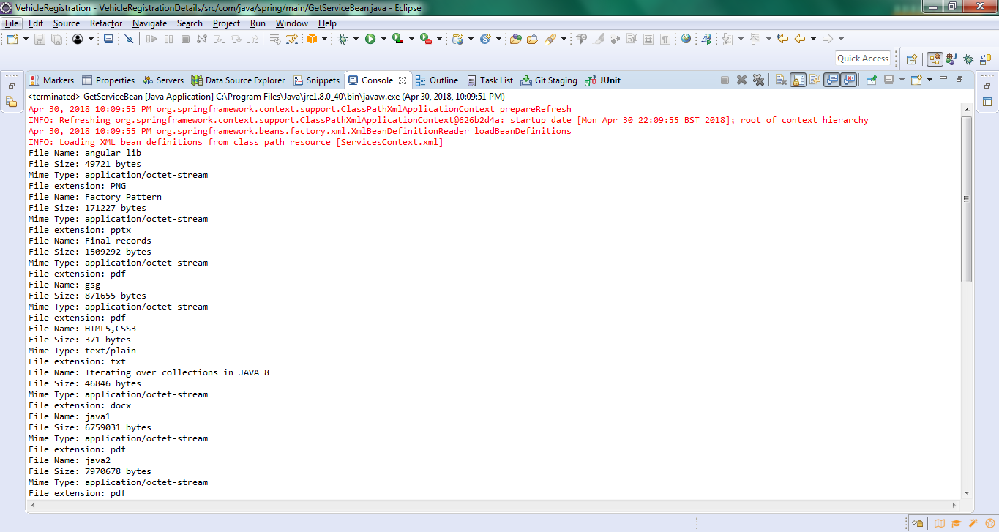 VehicleRegistration - VehicleRegistrationDetails/src/com/java/spring/main/GetServiceBean.java - Eclipse
File Edit Source Refactor Navigate Search Project Run Window Help
Quick Access
Markers Properties Servers Data Source Explorer Snippets Console Outline Task List Git Staging JUnit
<terminated> GetServiceBean [Java Application] C:\Program Files\Java\jre1.8.0_40\bin\javaw.exe (Apr 30, 2018, 10:09:51 PM)
Apr 30, 2018 10:09:55 PM org.springframework.context.support.ClassPathXmlApplicationContext prepareRefresh
INFO: Refreshing org.springframework.context.support.ClassPathXmlApplicationContext@626b2d4a: startup date [Mon Apr 30 22:09:55 BST 2018]; root of context hierarchy
Apr 30, 2018 10:09:55 PM org.springframework.beans.factory.xml.XmlBeanDefinitionReader loadBeanDefinitions
INFO: Loading XML bean definitions from class path resource [ServicesContext.xml]
File Name: angular lib
File Size: 49721 bytes
Mime Type: application/octet-stream
File extension: PNG
File Name: Factory Pattern
File Size: 171227 bytes
Mime Type: application/octet-stream
File extension: pptx
File Name: Final records
File Size: 1509292 bytes
Mime Type: application/octet-stream
File extension: pdf
File Name: gsg
File Size: 871655 bytes
Mime Type: application/octet-stream
File extension: pdf
File Name: HTML5,CSS3
File Size: 371 bytes
Mime Type: text/plain
File extension: txt
File Name: Iterating over collections in JAVA 8
File Size: 46846 bytes
Mime Type: application/octet-stream
File extension: docx
File Name: java1
File Size: 6759031 bytes
Mime Type: application/octet-stream
File extension: pdf
File Name: java2
File Size: 7970678 bytes
Mime Type: application/octet-stream
File extension: pdf